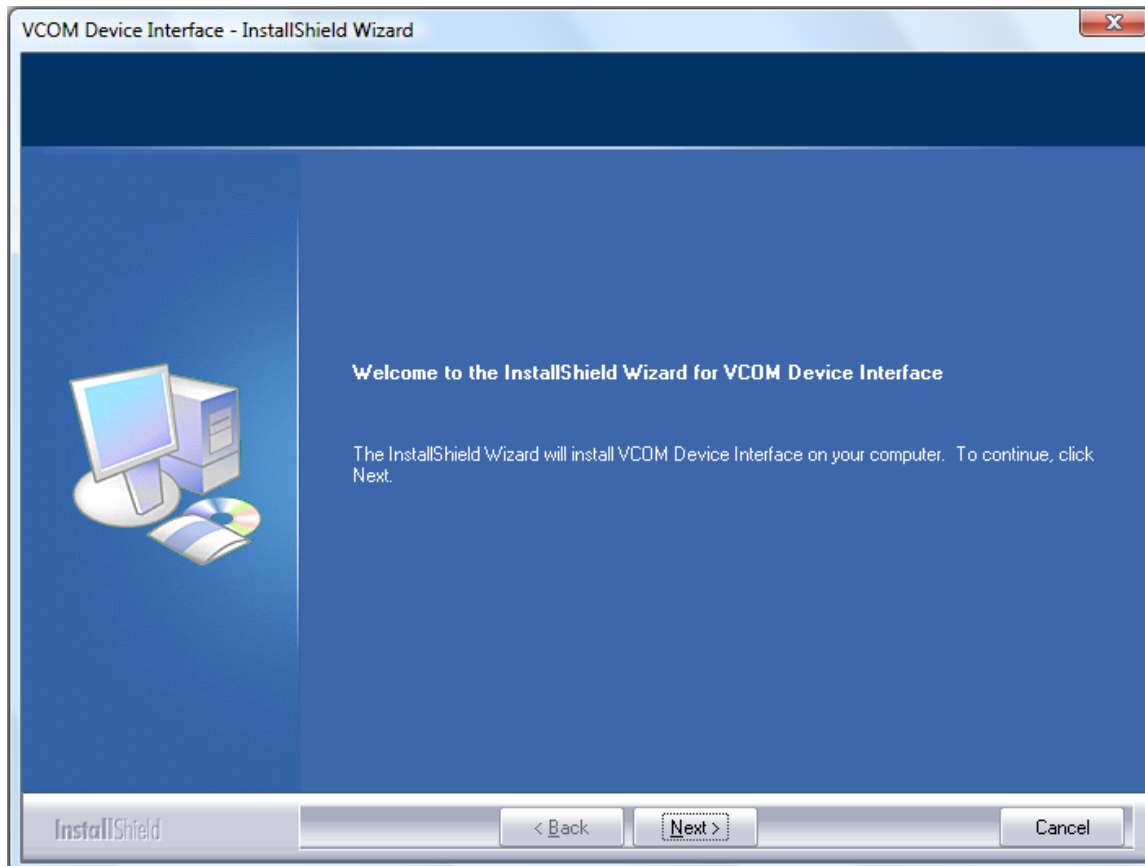 VCOM Device Interface - InstallShield Wizard
Welcome to the InstallShield Wizard for VCOM Device Interface
The InstallShield Wizard will install VCOM Device Interface on your computer.  To continue, click
Next.
InstallShield
< Back
Next >
Cancel